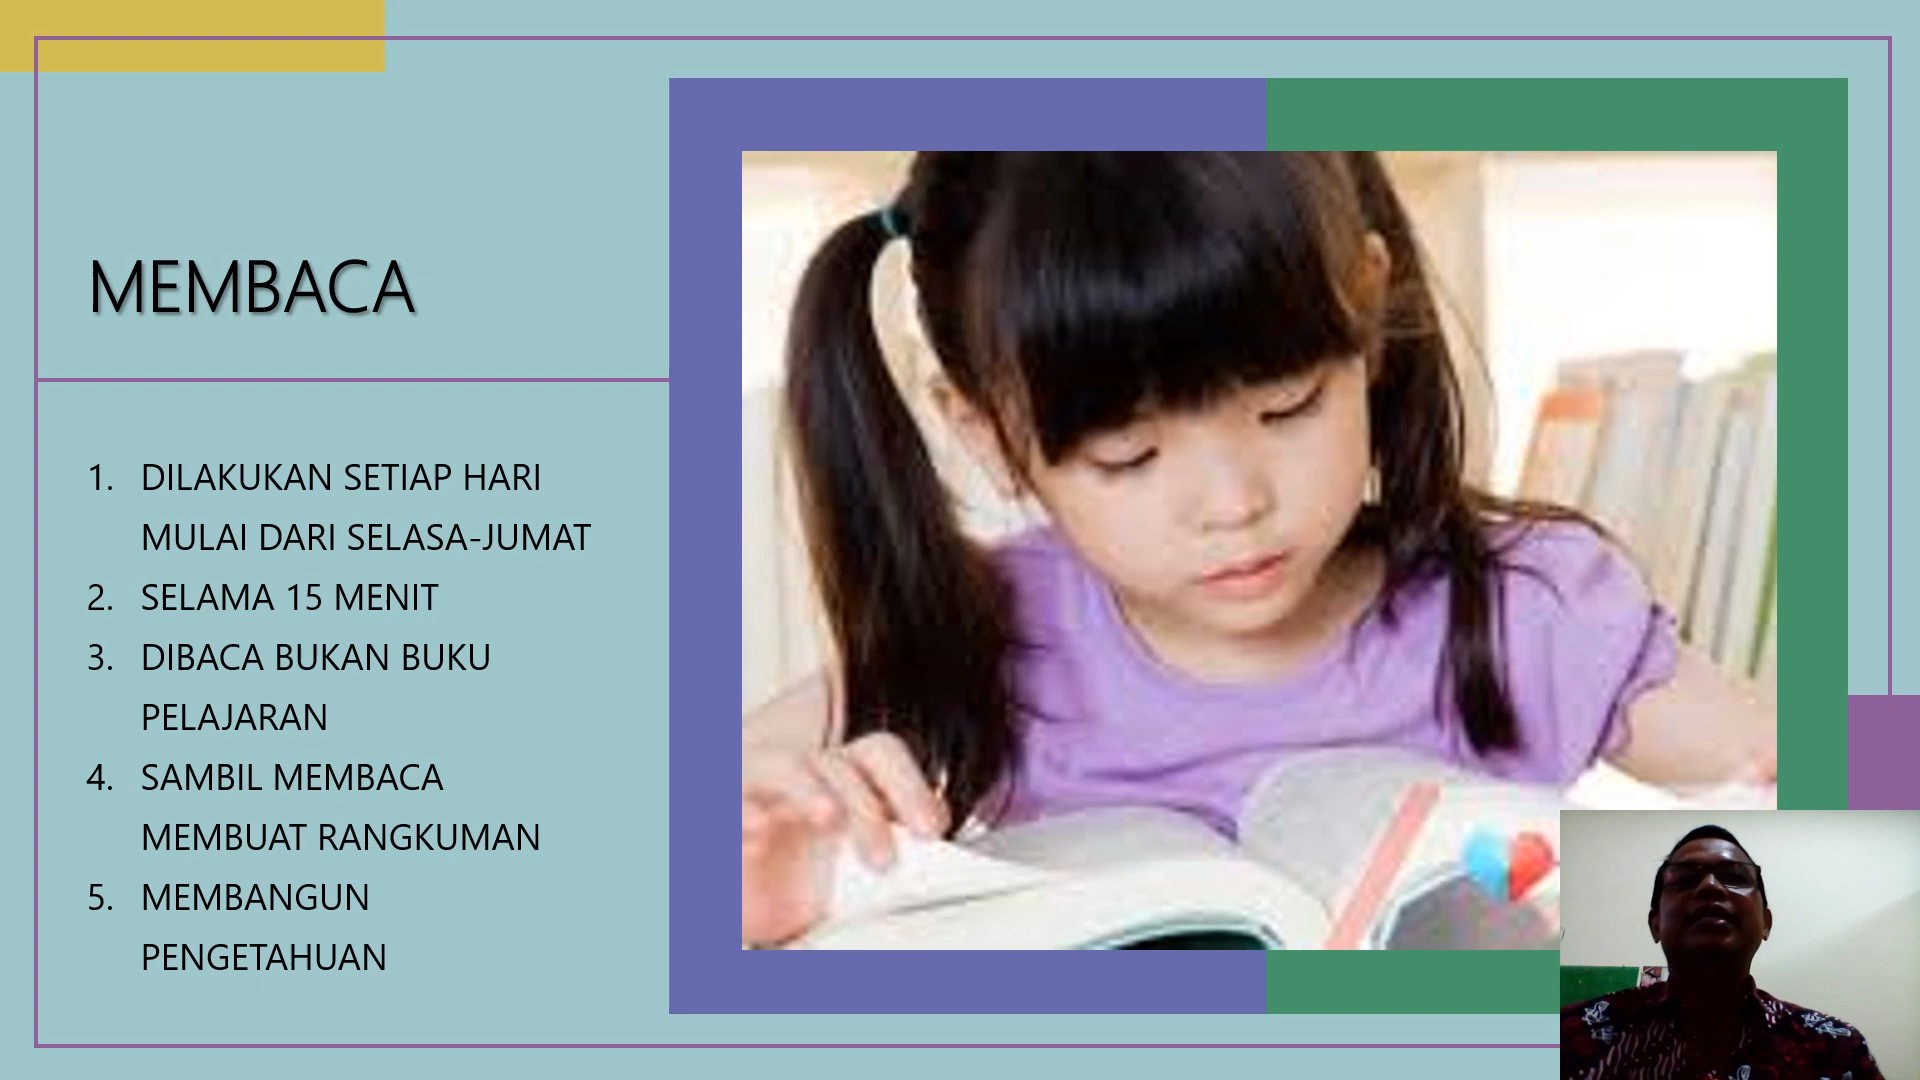 MEMBACA
1. DILAKUKAN SETIAP HARI
MULAI DARI SELASA-JUMAT
2. SELAMA 15 MENIT
3. DIBACA BUKAN BUKU
PELAJARAN
4. SAMBIL MEMBACA
MEMBUAT RANGKUMAN
5. MEMBANGUN
PENGETAHUAN